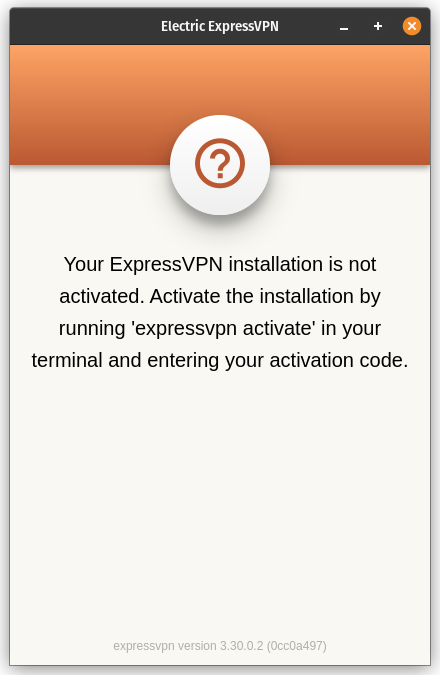 Electric ExpressVPN
?
Your ExpressVPN installation is not
activated. Activate the installation by
running 'expressvpn activate' in your
terminal and entering your activation code.
expressvpn version 3.30.0.2 (0cc0a497)